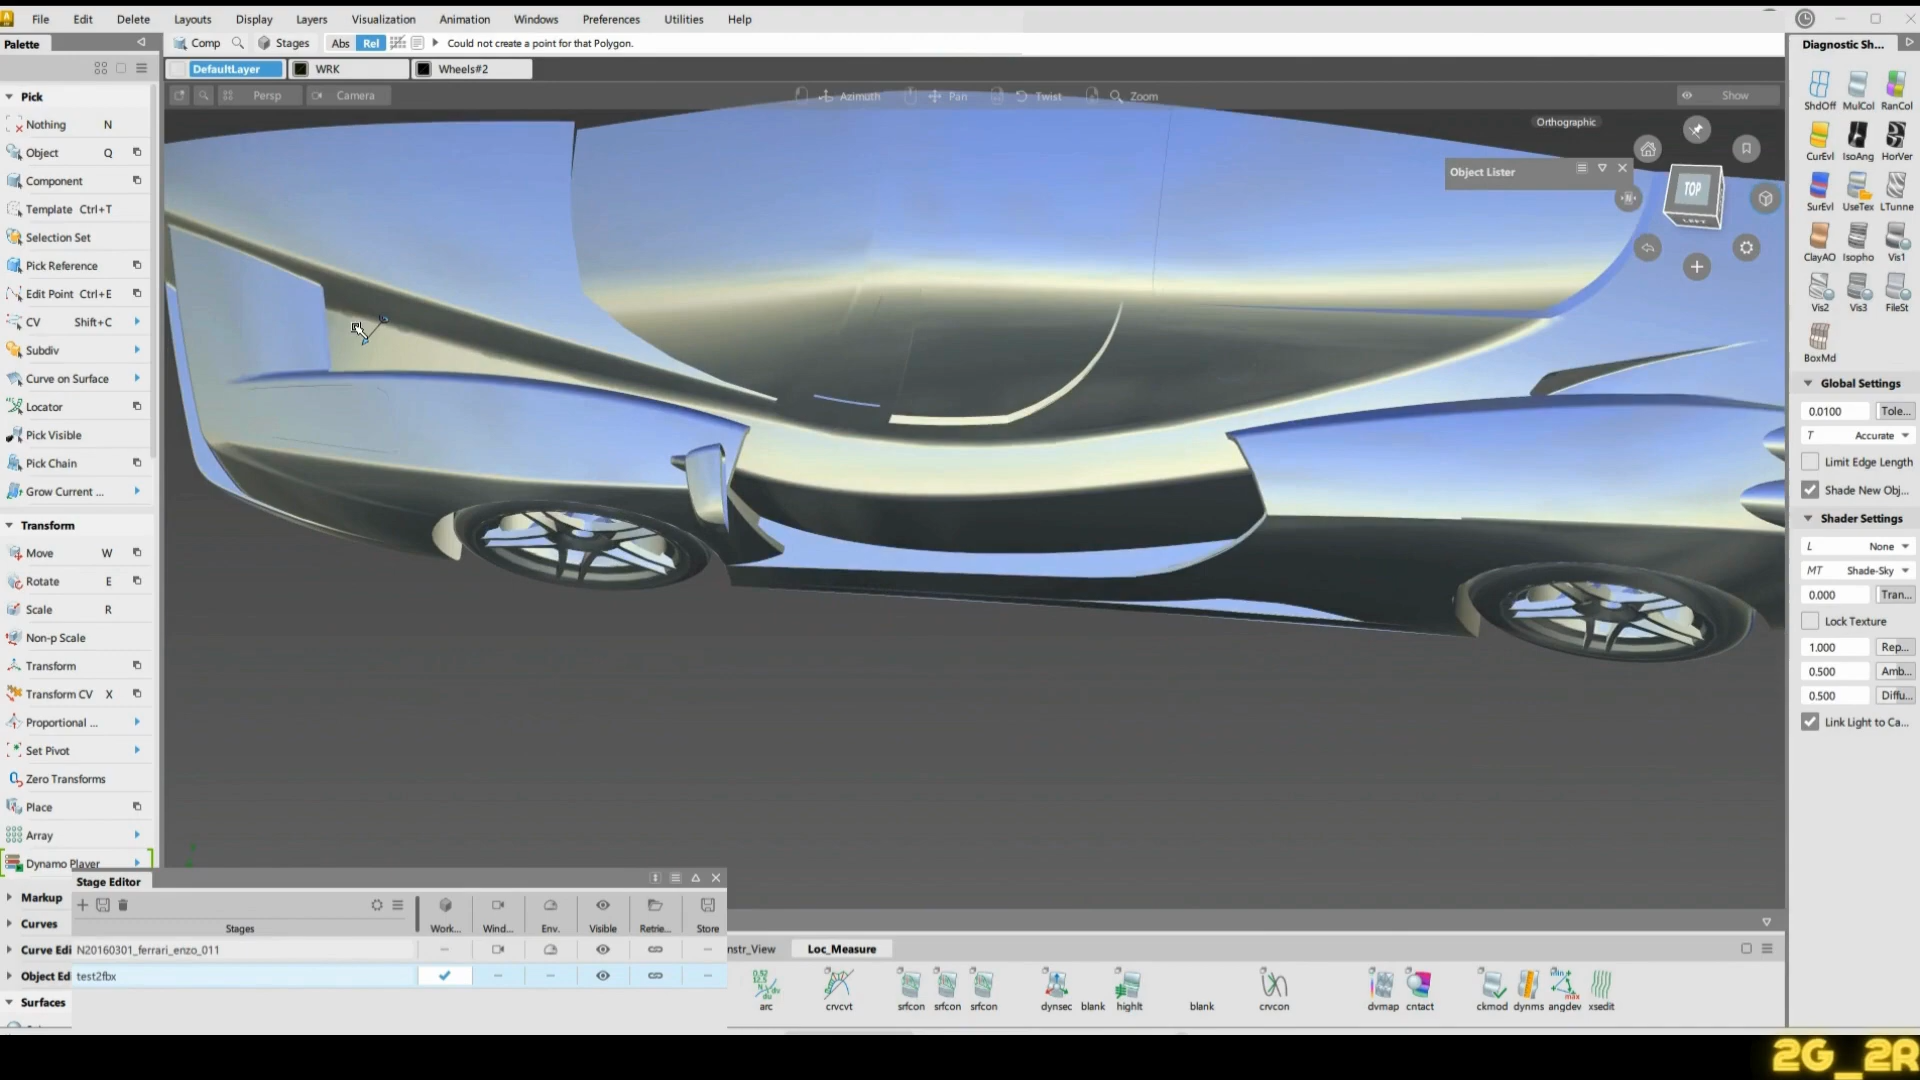 File Edit Delete Layouts Display Layers Visualization Animation Windows Preferences Utilities Help
Palette Comp Stages Abs Rel Could not create a point for that Polygon. Diagnostic Sh...
DefaultLayer WRK Wheels#2
Persp Camera Azimuth Pan Twist Zoom Show
Orthographic
Object Lister
TOP
LEFT
Pick
Nothing N
Object Q
Component
Template Ctrl+T
Selection Set
Pick Reference
Edit Point Ctrl+E
CV Shift+C
Subdiv
Curve on Surface
Locator
Pick Visible
Pick Chain
Grow Current ...
Transform
Move W
Rotate E
Scale R
Non-p Scale
Transform
Transform CV X
Proportional ...
Set Pivot
Zero Transforms
Place
Array
Dynamo Player
Markup
Curves
Curve Edi
Object Ed
Surfaces
Stage Editor
Stages Work... Wind... Env. Visible Retrie... Store
N20160301_ferrari_enzo_011
test2fbx
nstr_View Loc_Measure
arc crvcvt srfcon srfcon srfcon dynsec blank highlt blank crvcon dvmap cntact ckmod dynms angdev xsedit
ShdOff MulCol RanCol
CurEvl IsoAng HorVer
SurEvl UseTex LTunne
ClayAO Isopho Vis1
Vis2 Vis3 FileSt
BoxMd
Global Settings
0.0100 Tole...
T Accurate
Limit Edge Length
Shade New Obj...
Shader Settings
L None
MT Shade-Sky
0.000 Tran...
Lock Texture
1.000 Rep...
0.500 Amb...
0.500 Diffu...
Link Light to Ca...
2G_2R